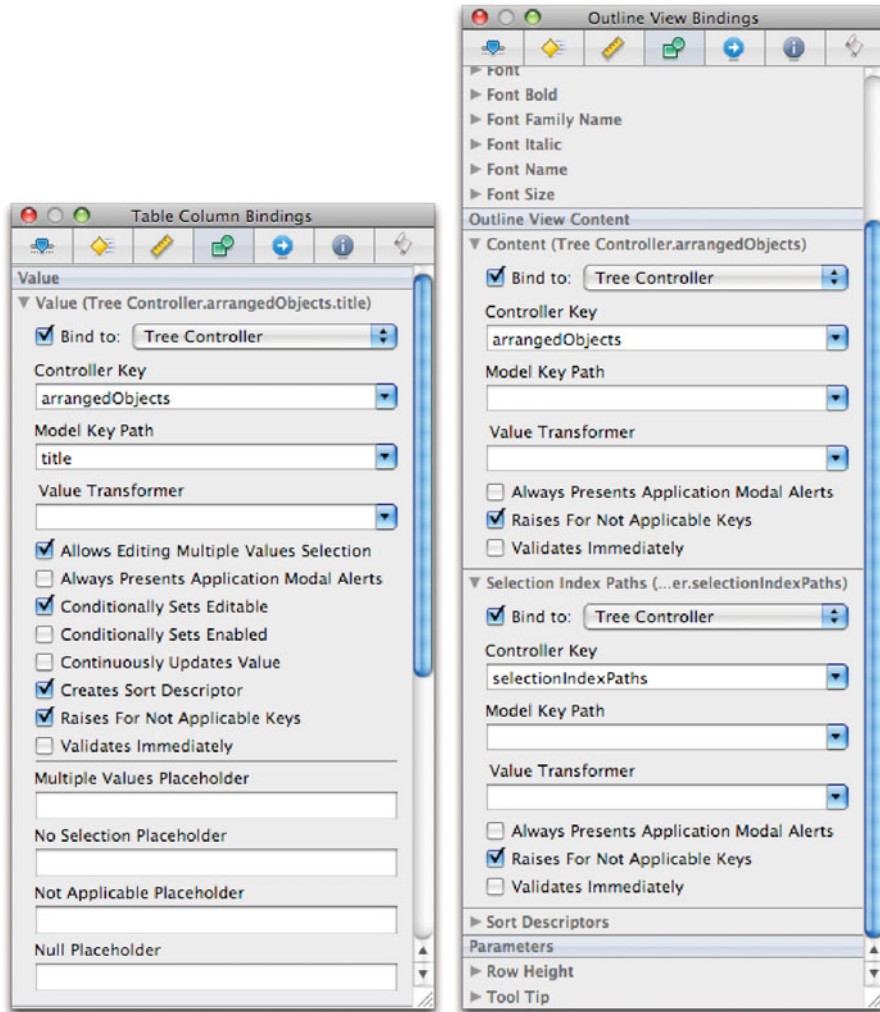 Table Column Bindings
Value
Value (Tree Controller.arrangedObjects.title)
Bind to: Tree Controller
Controller Key
arrangedObjects
Model Key Path
title
Value Transformer
Allows Editing Multiple Values Selection
Always Presents Application Modal Alerts
Conditionally Sets Editable
Conditionally Sets Enabled
Continuously Updates Value
Creates Sort Descriptor
Raises For Not Applicable Keys
Validates Immediately
Multiple Values Placeholder
No Selection Placeholder
Not Applicable Placeholder
Null Placeholder
Outline View Bindings
Font
Font Bold
Font Family Name
Font Italic
Font Name
Font Size
Outline View Content
Content (Tree Controller.arrangedObjects)
Bind to: Tree Controller
Controller Key
arrangedObjects
Model Key Path
Value Transformer
Always Presents Application Modal Alerts
Raises For Not Applicable Keys
Validates Immediately
Selection Index Paths (...er.selectionIndexPaths)
Bind to: Tree Controller
Controller Key
selectionIndexPaths
Model Key Path
Value Transformer
Always Presents Application Modal Alerts
Raises For Not Applicable Keys
Validates Immediately
Sort Descriptors
Parameters
Row Height
Tool Tip